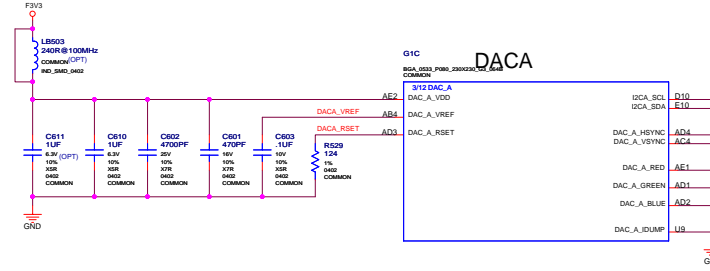 F3V3
LB503
240R@100MHz
COMMON(OPT)
IND_SMD_0402
G1C
DACA
BGA_0533_P080_230X230_G3_064B
COMMON
3/12 DAC_A
AE2 DAC_A_VDD
I2CA_SCL D10
I2CA_SDA E10
DACA_VREF AB4 DAC_A_VREF
DACA_RSET AD3 DAC_A_RSET
DAC_A_HSYNC AD4
DAC_A_VSYNC AC4
DAC_A_RED AE1
DAC_A_GREEN AD1
DAC_A_BLUE AD2
DAC_A_IDUMP U9
C611
1UF
6.3V (OPT)
10%
X5R
0402
COMMON
C610
1UF
6.3V
10%
X5R
0402
COMMON
C602
4700PF
25V
10%
X7R
0402
COMMON
C601
470PF
16V
10%
X7R
0402
COMMON
C603
.1UF
10V
10%
X5R
0402
COMMON
R529
124
1%
0402
COMMON
GND
G